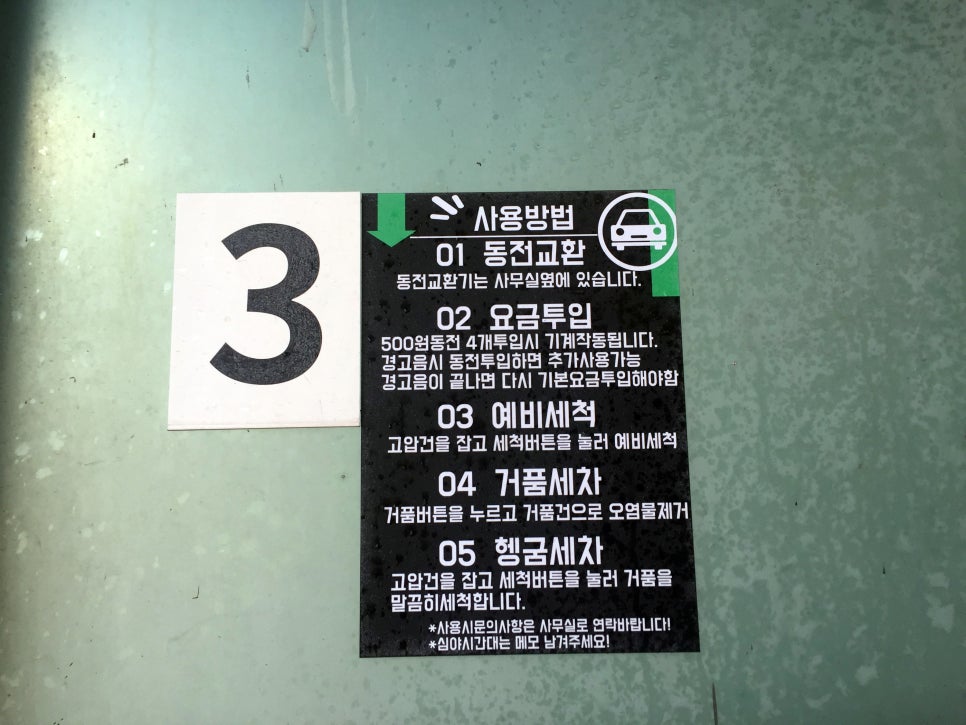 3
사용방법
01 동전교환
동전교환기는 사무실옆에 있습니다.
02 요금투입
500원동전 4개투입시 기계작동됩니다.
경고음시 동전투입하면 추가사용가능
경고음이 끝나면 다시 기본요금투입해야함
03 예비세척
고압건을 잡고 세척버튼을 눌러 예비세척
04 거품세차
거품버튼을 누르고 거품건으로 오염물제거
05 헹굼세차
고압건을 잡고 세척버튼을 눌러 거품을
말끔히세척합니다.
*사용시문의사항은 사무실로 연락바랍니다!
*심야시간대는 메모 남겨주세요!